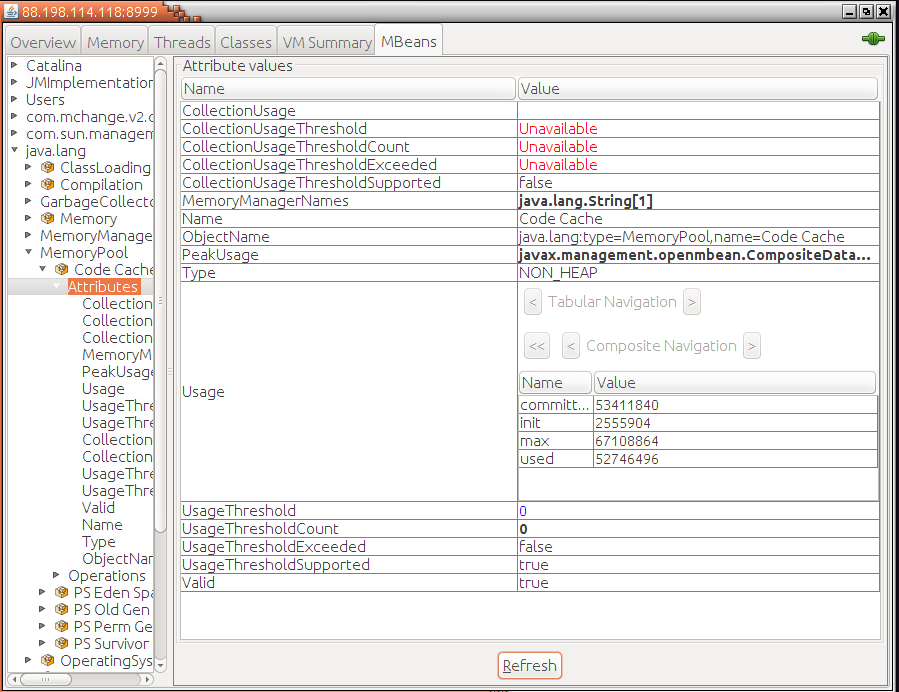 88.198.114.118:8999
Overview Memory Threads Classes VM Summary MBeans
Catalina
JMImplementation
Users
com.mchange.v2.c
com.sun.managem
java.lang
ClassLoading
Compilation
GarbageCollecto
Memory
MemoryManage
MemoryPool
Code Cache
Attributes
Collection
Collection
Collection
MemoryM
PeakUsage
Usage
UsageThre
UsageThre
Collection
Collection
UsageThre
UsageThre
Valid
Name
Type
ObjectNar
Operations
PS Eden Spa
PS Old Gen
PS Perm Ge
PS Survivor
OperatingSys
Attribute values
Name Value
CollectionUsage
CollectionUsageThreshold Unavailable
CollectionUsageThresholdCount Unavailable
CollectionUsageThresholdExceeded Unavailable
CollectionUsageThresholdSupported false
MemoryManagerNames java.lang.String[1]
Name Code Cache
ObjectName java.lang:type=MemoryPool,name=Code Cache
PeakUsage javax.management.openmbean.CompositeData...
Type NON_HEAP
Usage
< Tabular Navigation >
<< < Composite Navigation >
Name Value
committ... 53411840
init 2555904
max 67108864
used 52746496
UsageThreshold 0
UsageThresholdCount 0
UsageThresholdExceeded false
UsageThresholdSupported true
Valid true
Refresh